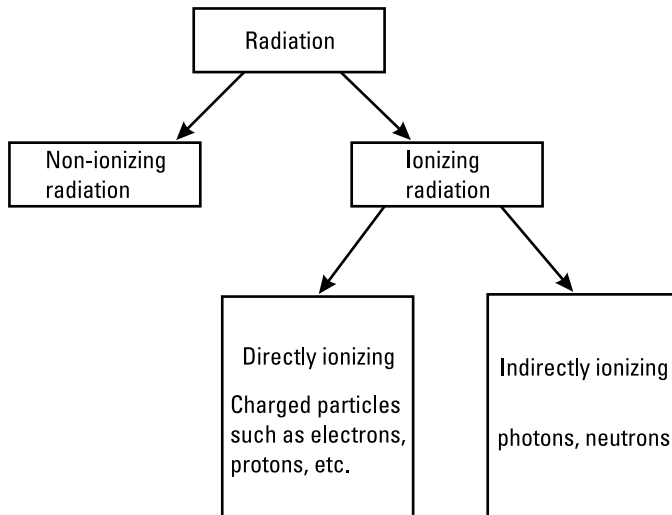 Radiation
Non-ionizing
radiation
Ionizing
radiation
Directly ionizing
Charged particles
such as electrons,
protons, etc.
Indirectly ionizing
photons, neutrons